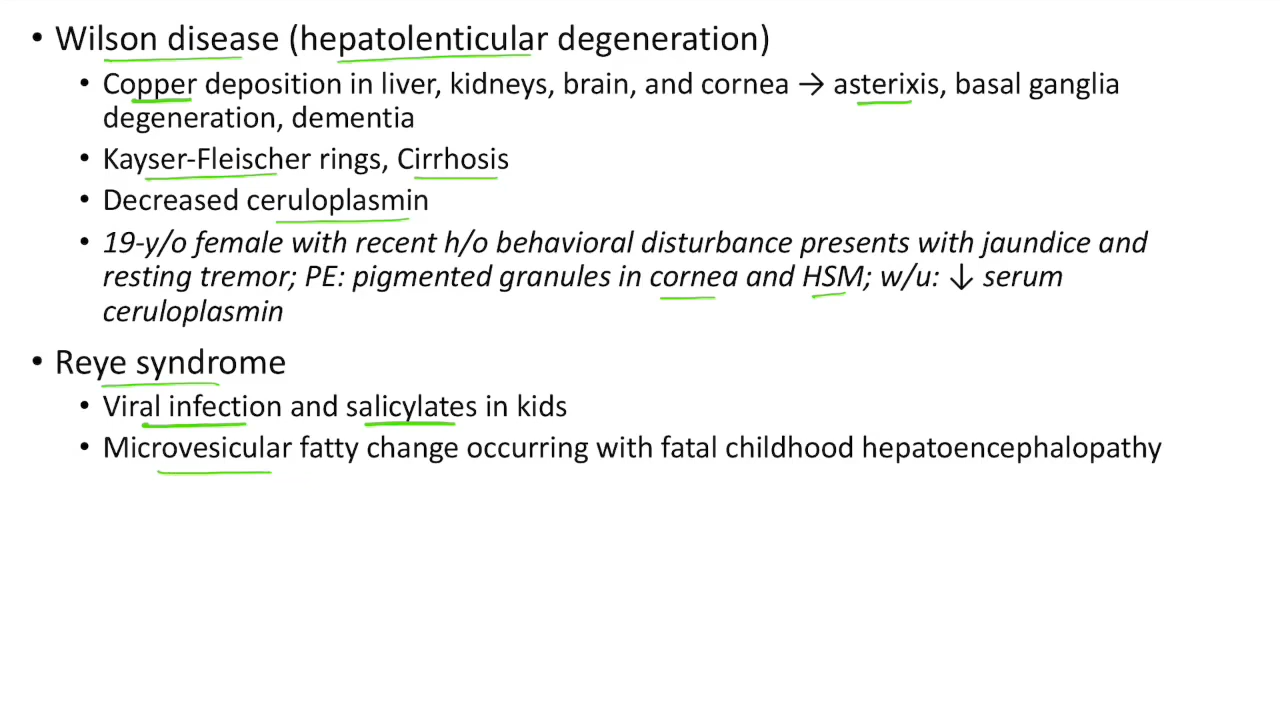 • Wilson disease (hepatolenticular degeneration)
• Copper deposition in liver, kidneys, brain, and cornea → asterixis, basal ganglia
degeneration, dementia
• Kayser-Fleischer rings, Cirrhosis
• Decreased ceruloplasmin
• 19-y/o female with recent h/o behavioral disturbance presents with jaundice and
resting tremor; PE: pigmented granules in cornea and HSM; w/u: ↓ serum
ceruloplasmin
• Reye syndrome
• Viral infection and salicylates in kids
• Microvesicular fatty change occurring with fatal childhood hepatoencephalopathy